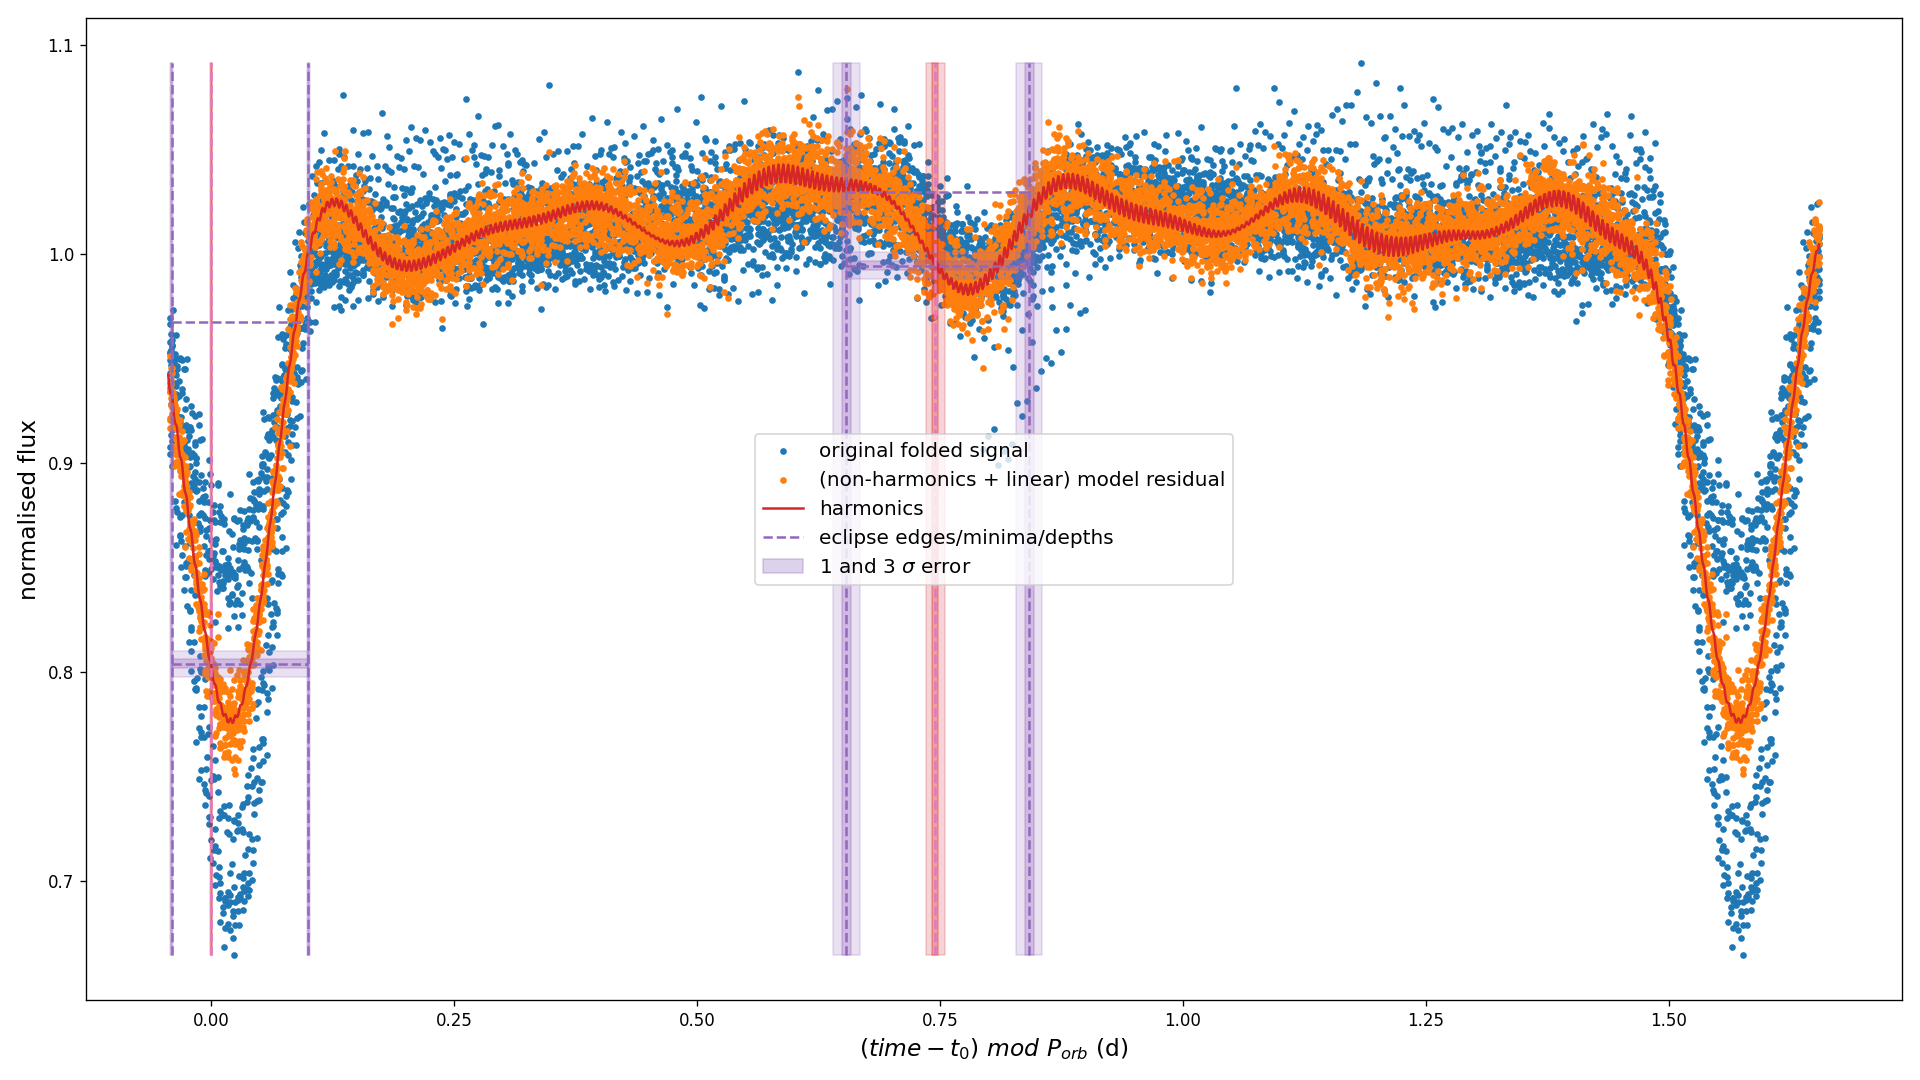 1.1
1.0
0.9
0.8
0.7
normalised flux
original folded signal
(non-harmonics + linear) model residual
harmonics
eclipse edges/minima/depths
1 and 3 σ error
0.00 0.25 0.50 0.75 1.00 1.25 1.50
(time − t₀) mod Pₒᵣb (d)